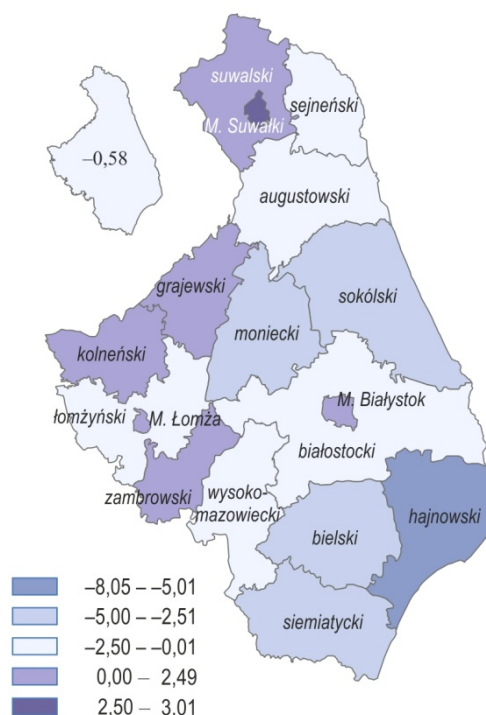 suwalski
M. Suwałki
sejneński
–0,58
augustowski
grajewski
sokólski
moniecki
kolneński
łomżyński
M. Łomża
M. Białystok
białostocki
zambrowski
wysoko-
mazowiecki
hajnowski
bielski
siemiatycki
–8,05 – –5,01
–5,00 – –2,51
–2,50 – –0,01
0,00 – 2,49
2,50 – 3,01